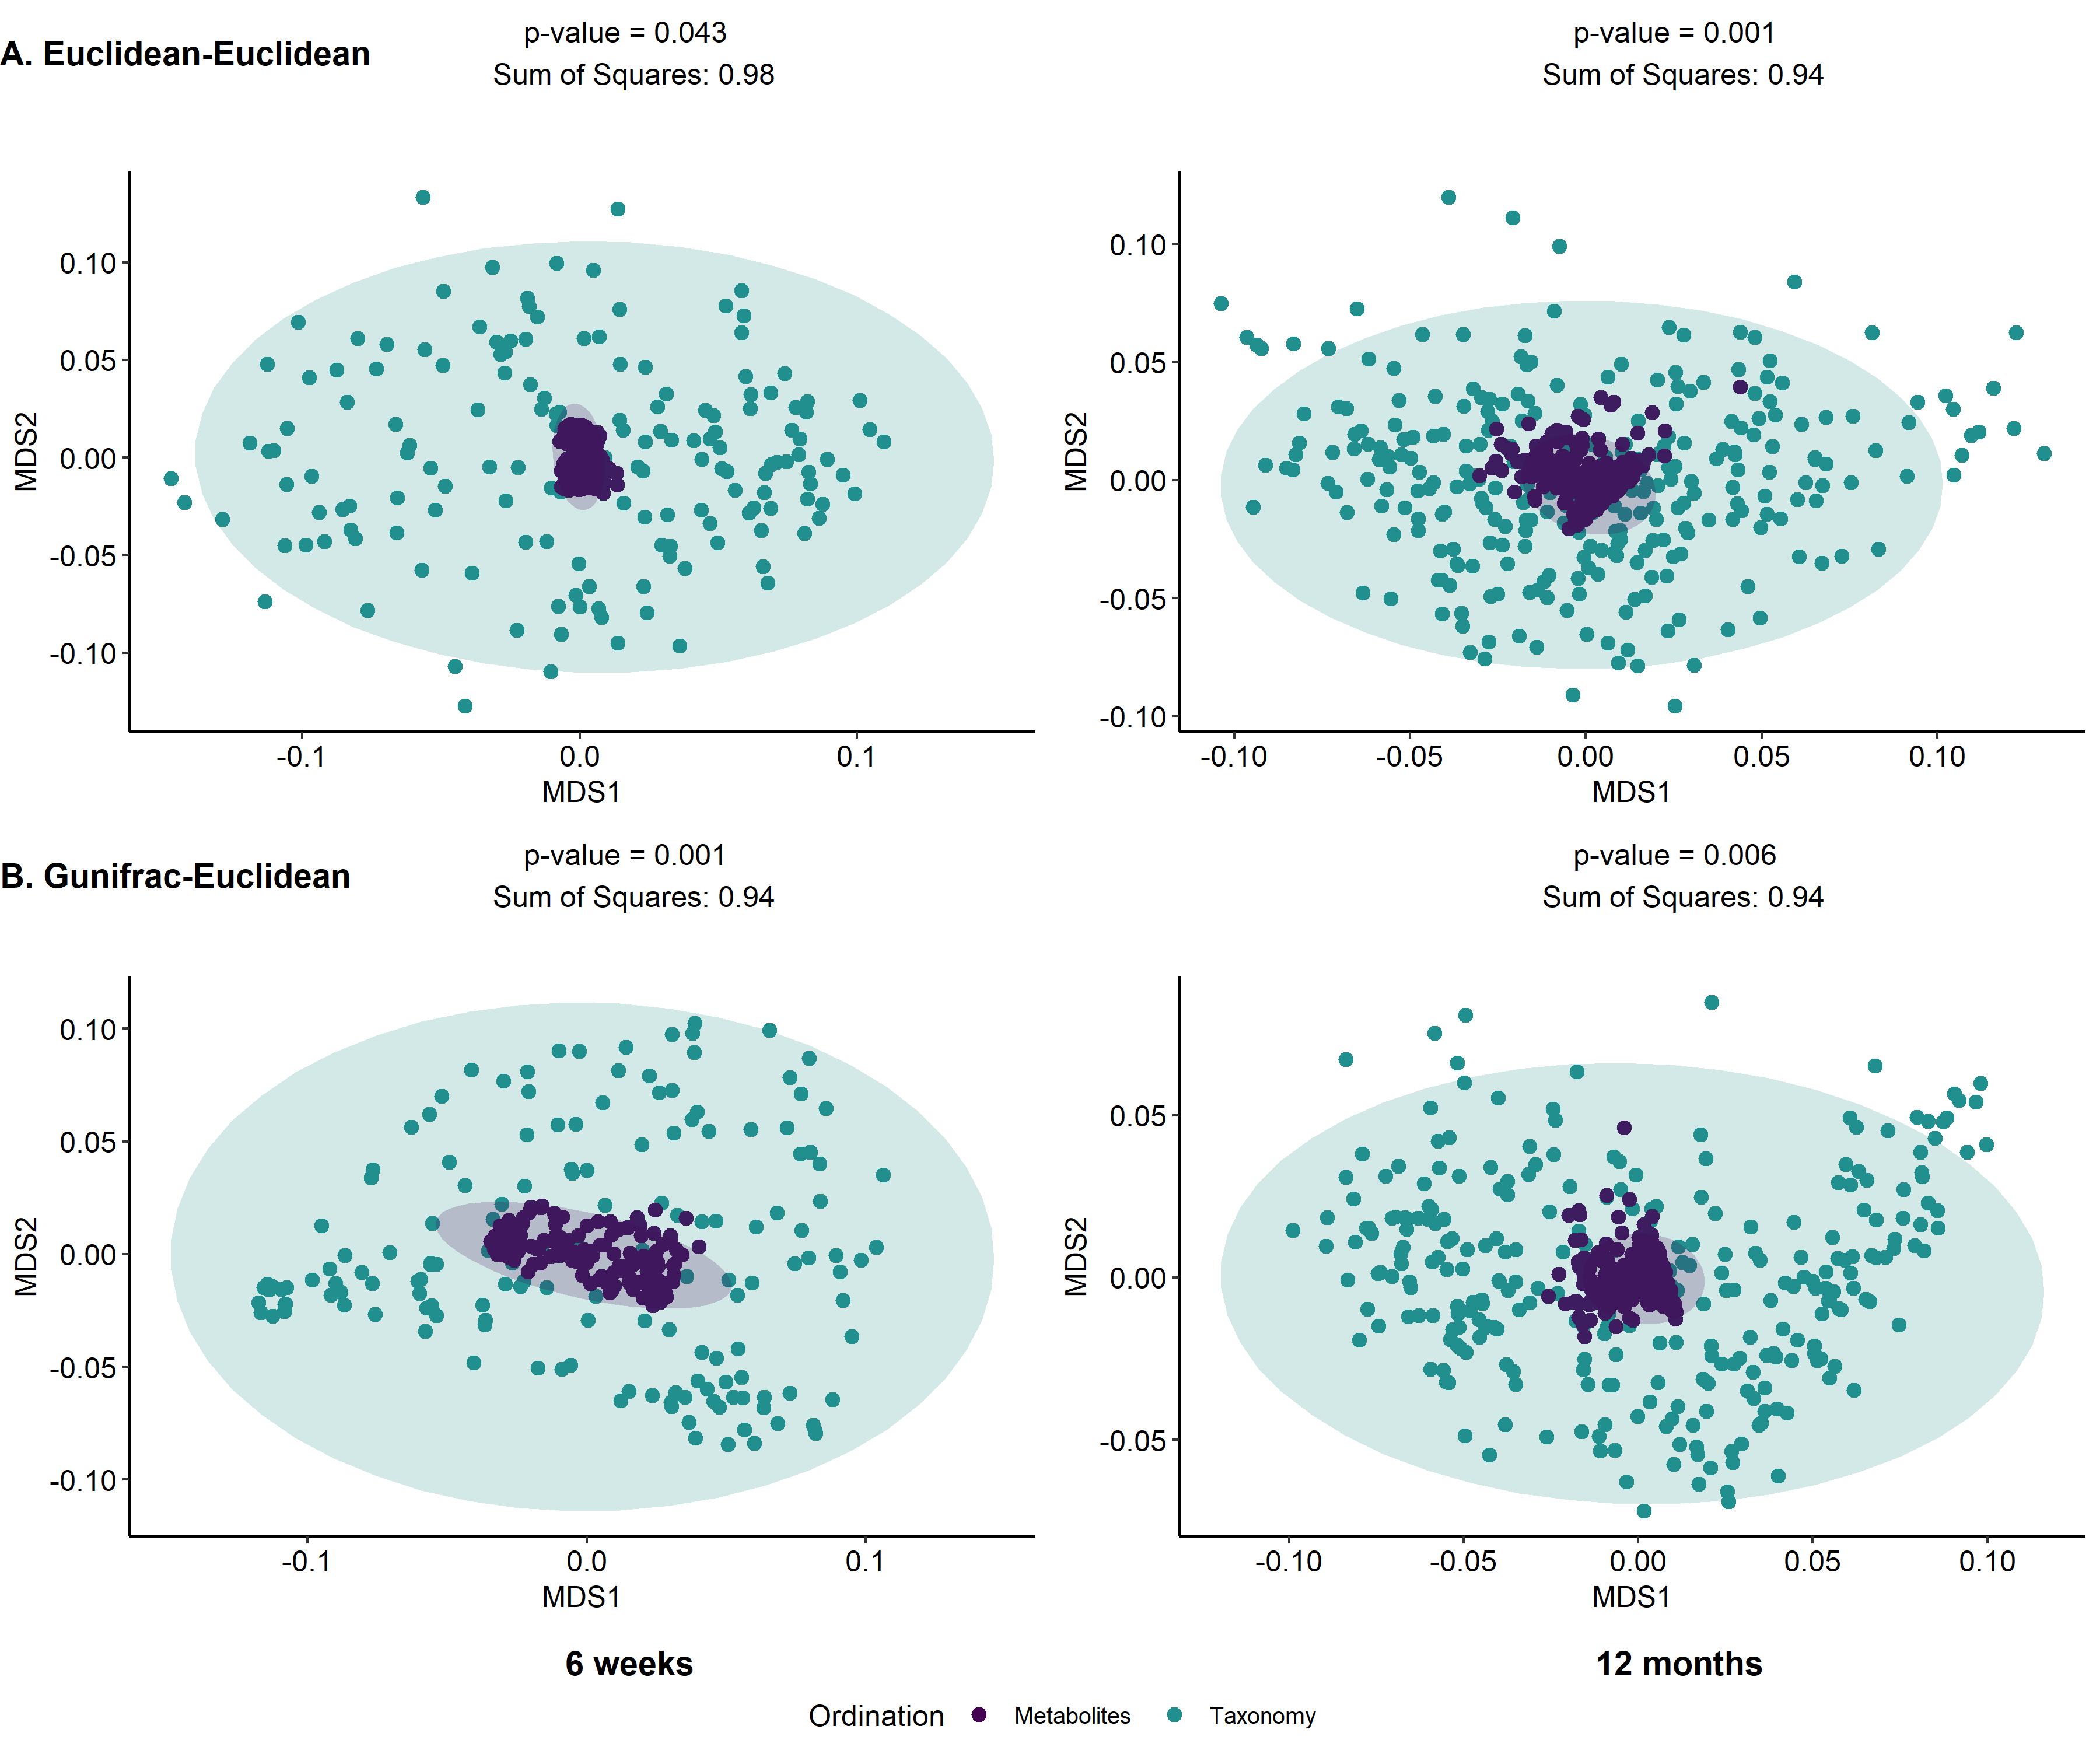 A. Euclidean-Euclidean
p-value = 0.043
Sum of Squares: 0.98
p-value = 0.001
Sum of Squares: 0.94
MDS2
0.10
0.05
0.00
-0.05
-0.10
-0.1 0.0 0.1
MDS1
MDS2
0.10
0.05
0.00
-0.05
-0.10
-0.10 -0.05 0.00 0.05 0.10
MDS1
B. Gunifrac-Euclidean
p-value = 0.001
Sum of Squares: 0.94
p-value = 0.006
Sum of Squares: 0.94
MDS2
0.10
0.05
0.00
-0.05
-0.10
-0.1 0.0 0.1
MDS1
MDS2
0.05
0.00
-0.05
-0.10 -0.05 0.00 0.05 0.10
MDS1
6 weeks
12 months
Ordination Metabolites Taxonomy